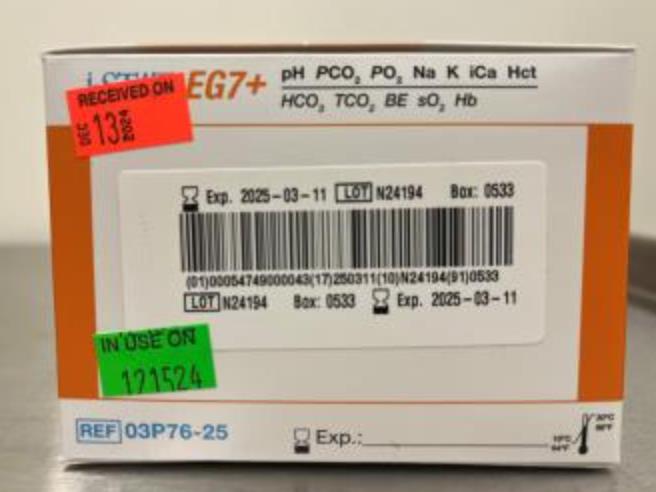 EG7+
pH PCO₂ PO₂ Na K iCa Hct
HCO₃ TCO₂ BE sO₂ Hb
RECEIVED ON
DEC 13 2024
Exp. 2025-03-11 LOT N24194 Box: 0533
(01)00054749000043(17)250311(10)N24194(91)0533
LOT N24194 Box: 0533 Exp. 2025-03-11
IN USE ON
121524
REF 03P76-25
Exp.: